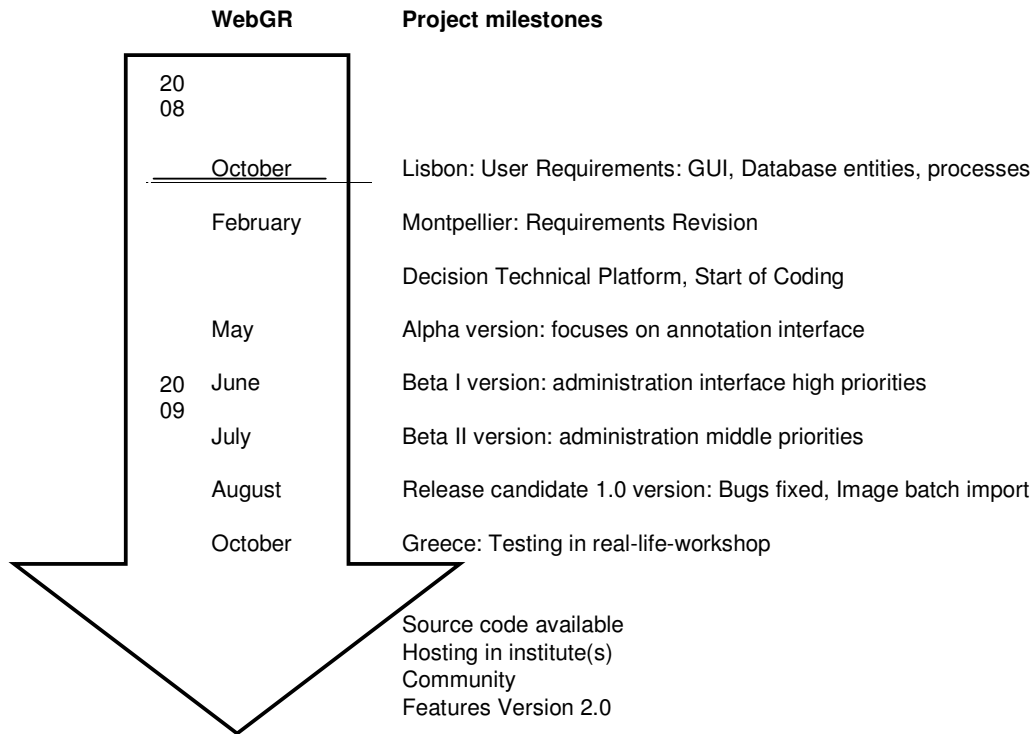 WebGR Project milestones
20
08
October Lisbon: User Requirements: GUI, Database entities, processes
February Montpellier: Requirements Revision
Decision Technical Platform, Start of Coding
May Alpha version: focuses on annotation interface
20 June Beta I version: administration interface high priorities
09
July Beta II version: administration middle priorities
August Release candidate 1.0 version: Bugs fixed, Image batch import
October Greece: Testing in real-life-workshop
Source code available
Hosting in institute(s)
Community
Features Version 2.0